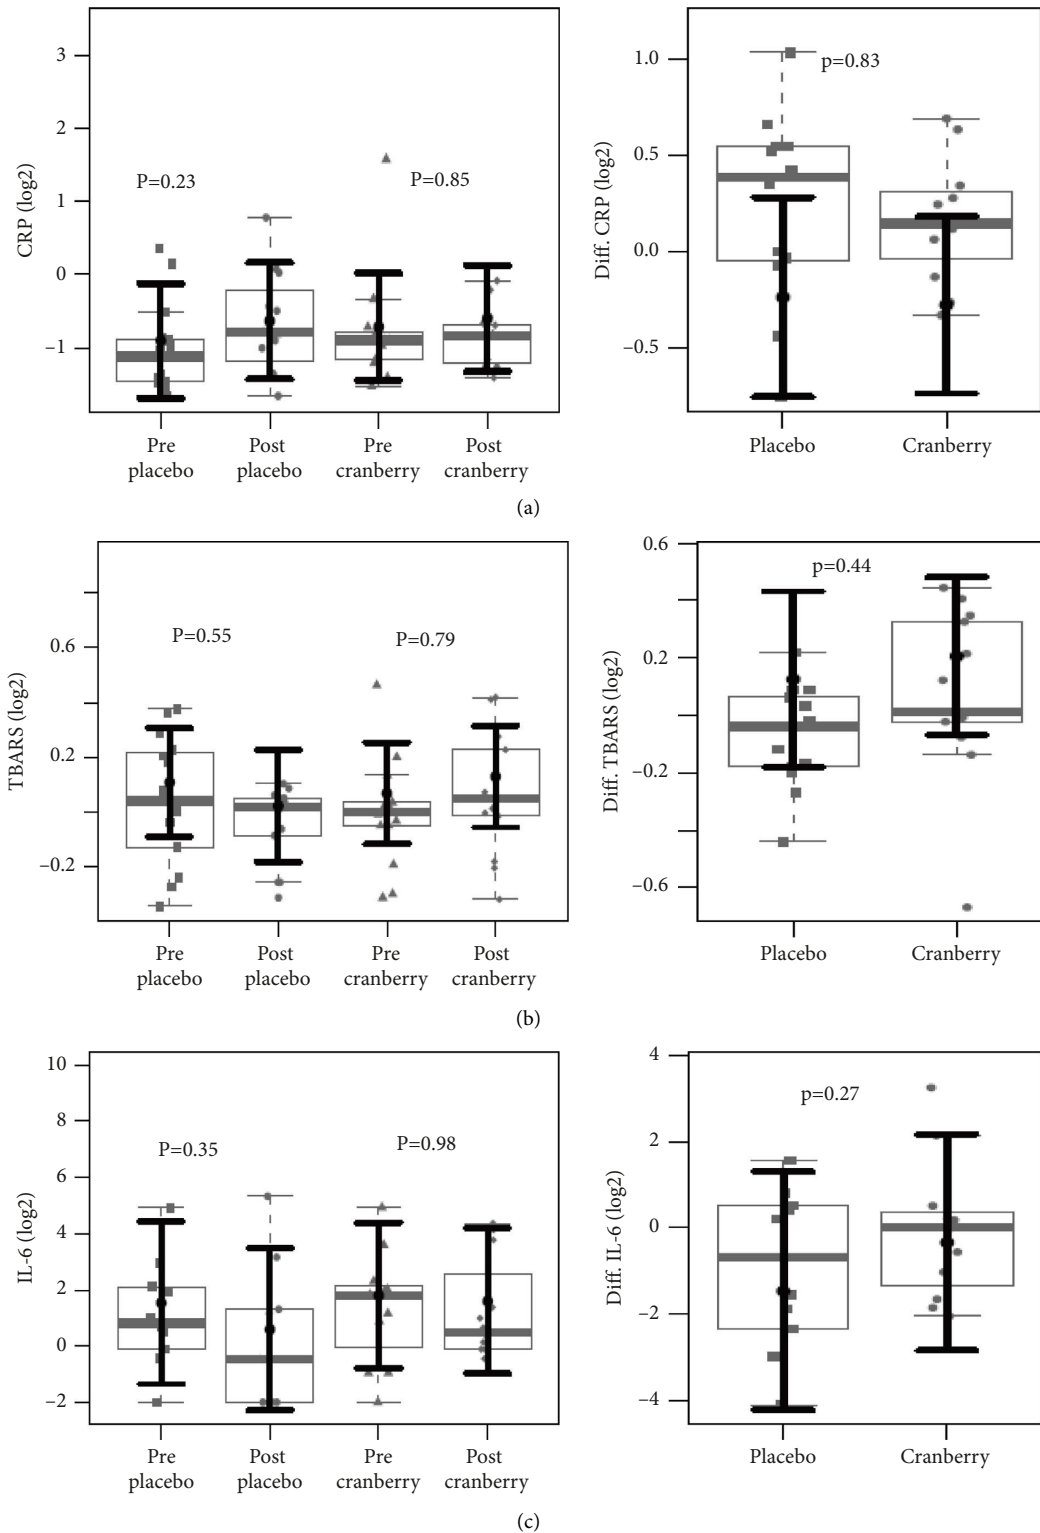 CRP (log2)
3
2
1
0
−1
P=0.23
P=0.85
Pre
placebo
Post
placebo
Pre
cranberry
Post
cranberry
Diff. CRP (log2)
1.0
0.5
0.0
−0.5
p=0.83
Placebo
Cranberry
(a)
TBARS (log2)
0.6
0.2
−0.2
P=0.55
P=0.79
Pre
placebo
Post
placebo
Pre
cranberry
Post
cranberry
Diff. TBARS (log2)
0.6
0.2
−0.2
−0.6
p=0.44
Placebo
Cranberry
(b)
IL-6 (log2)
10
8
6
4
2
0
−2
P=0.35
P=0.98
Pre
placebo
Post
placebo
Pre
cranberry
Post
cranberry
Diff. IL-6 (log2)
4
2
0
−2
−4
p=0.27
Placebo
Cranberry
(c)